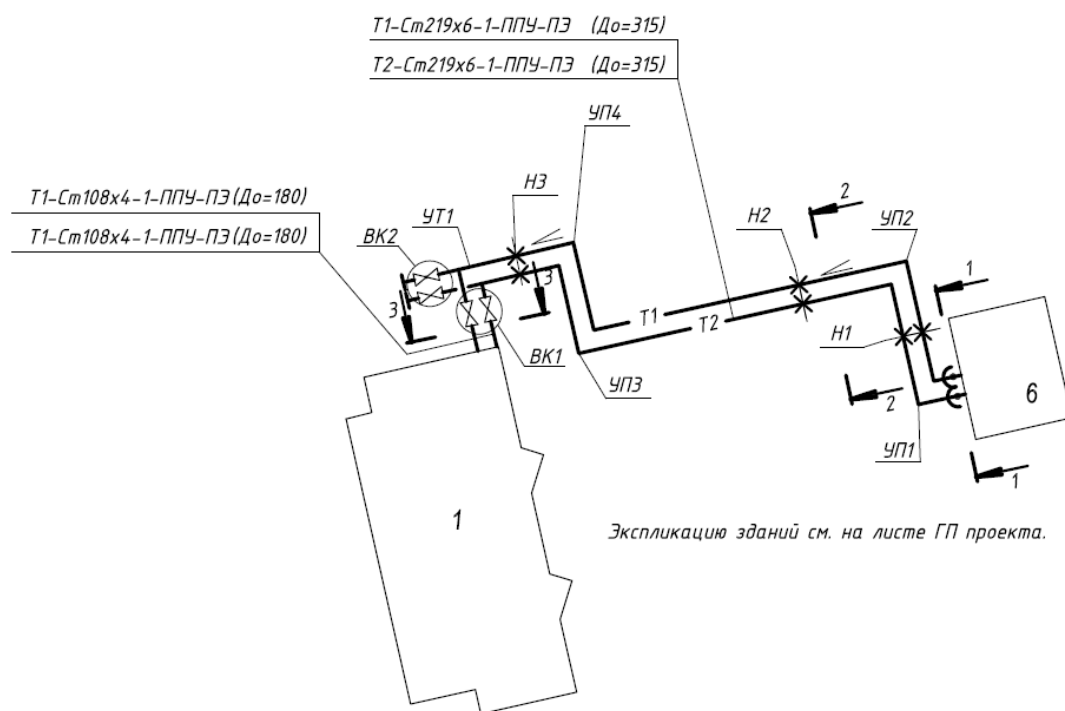 Т1-Ст219х6-1-ППУ-ПЭ (До=315)
Т2-Ст219х6-1-ППУ-ПЭ (До=315)
УП4
Т1-Ст108х4-1-ППУ-ПЭ(До=180)
Т1-Ст108х4-1-ППУ-ПЭ(До=180)
Н3
УТ1
ВК2
Н2
2
УП2
1
3
3
Т1
Т2
Н1
ВК1
УП3
6
2
УП1
1
1
Экспликацию зданий см. на листе ГП проекта.